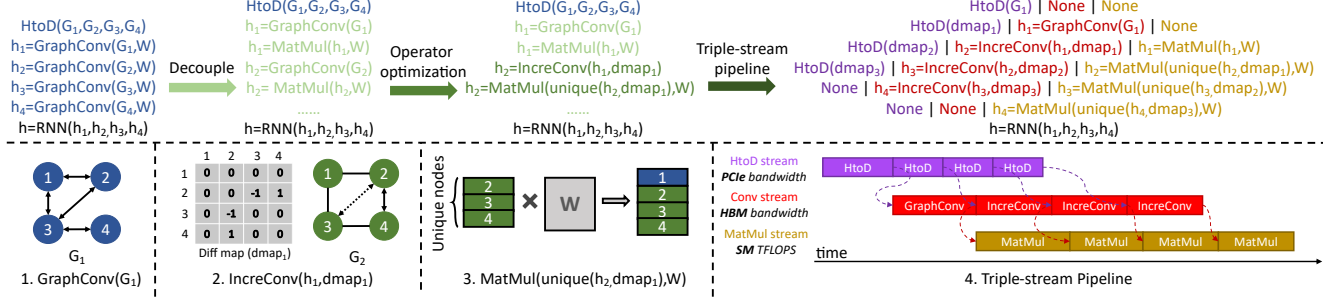 HtoD(G1,G2,G3,G4)
h1=GraphConv(G1,W)
h2=GraphConv(G2,W)
h3=GraphConv(G3,W)
h4=GraphConv(G4,W)
h=RNN(h1,h2,h3,h4)
Decouple
HtoD(G1,G2,G3,G4)
h1=GraphConv(G1)
h1=MatMul(h1,W)
h2=GraphConv(G2)
h2= MatMul(h2,W)
......
h=RNN(h1,h2,h3,h4)
Operator
optimization
HtoD(G1,G2,G3,G4)
h1=GraphConv(G1)
h1=MatMul(h1,W)
h2=IncreConv(h1,dmap1)
h2=MatMul(unique(h2,dmap1),W)
......
h=RNN(h1,h2,h3,h4)
Triple-stream
pipeline
HtoD(G1) | None | None
HtoD(dmap1) | h1=GraphConv(G1) | None
HtoD(dmap2) | h2=IncreConv(h1,dmap1) | h1=MatMul(h1,W)
HtoD(dmap3) | h3=IncreConv(h2,dmap2) | h2=MatMul(unique(h2,dmap1),W)
None | h4=IncreConv(h3,dmap3) | h3=MatMul(unique(h3,dmap2),W)
None | None | h4=MatMul(unique(h4,dmap3),W)
h=RNN(h1,h2,h3,h4)
1 2
3 4
G1
1. GraphConv(G1)
1 2 3 4
1 0 0 0 0
2 0 0 -1 1
3 0 -1 0 0
4 0 1 0 0
Diff map (dmap1)
1 2
3 4
G2
2. IncreConv(h1,dmap1)
Unique nodes
2
3
4
W
1
2
3
4
3. MatMul(unique(h2,dmap1),W)
HtoD stream
PCIe bandwidth
HtoD HtoD HtoD HtoD
Conv stream
HBM bandwidth
GraphConv IncreConv IncreConv IncreConv
MatMul stream
SM TFLOPS
MatMul MatMul MatMul MatMul
time
4. Triple-stream Pipeline